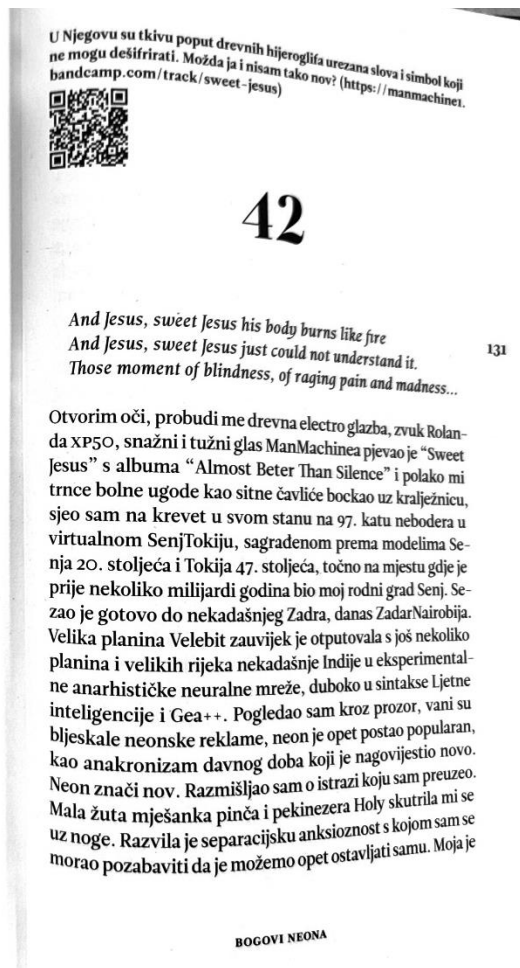 U Njegovu su tkivu poput drevnih hijeroglifa urezana slova i simbol koji
ne mogu dešifrirati. Možda ja i nisam tako nov? (https://manmachine1.
bandcamp.com/track/sweet-jesus)
42
And Jesus, sweet Jesus his body burns like fire
And Jesus, sweet Jesus just could not understand it.
131
Those moment of blindness, of raging pain and madness...
Otvorim oči, probudi me drevna electro glazba, zvuk Rolan-
da XP50, snažni i tužni glas ManMachinea pjevao je “Sweet
Jesus” s albuma “Almost Beter Than Silence” i polako mi
trnce bolne ugode kao sitne čavliće bockao uz kralježnicu,
sjeo sam na krevet u svom stanu na 97. katu nebodera u
virtualnom SenjTokiju, sagrađenom prema modelima Se-
nja 20. stoljeća i Tokija 47. stoljeća, točno na mjestu gdje je
prije nekoliko milijardi godina bio moj rodni grad Senj. Se-
zao je gotovo do nekadašnjeg Zadra, danas ZadarNairobija.
Velika planina Velebit zauvijek je otputovala s još nekoliko
planina i velikih rijeka nekadašnje Indije u eksperimental-
ne anarhističke neuralne mreže, duboko u sintakse Ljetne
inteligencije i Gea++. Pogledao sam kroz prozor, vani su
bljeskale neonske reklame, neon je opet postao popularan,
kao anakronizam davnog doba koji je nagovijestio novo.
Neon znači nov. Razmišljao sam o istrazi koju sam preuzeo.
Mala žuta mješanka pinča i pekinezera Holy skutrila mi se
uz noge. Razvila je separacijsku anksioznost s kojom sam se
morao pozabaviti da je možemo opet ostavljati samu. Moja je
BOGOVI NEONA